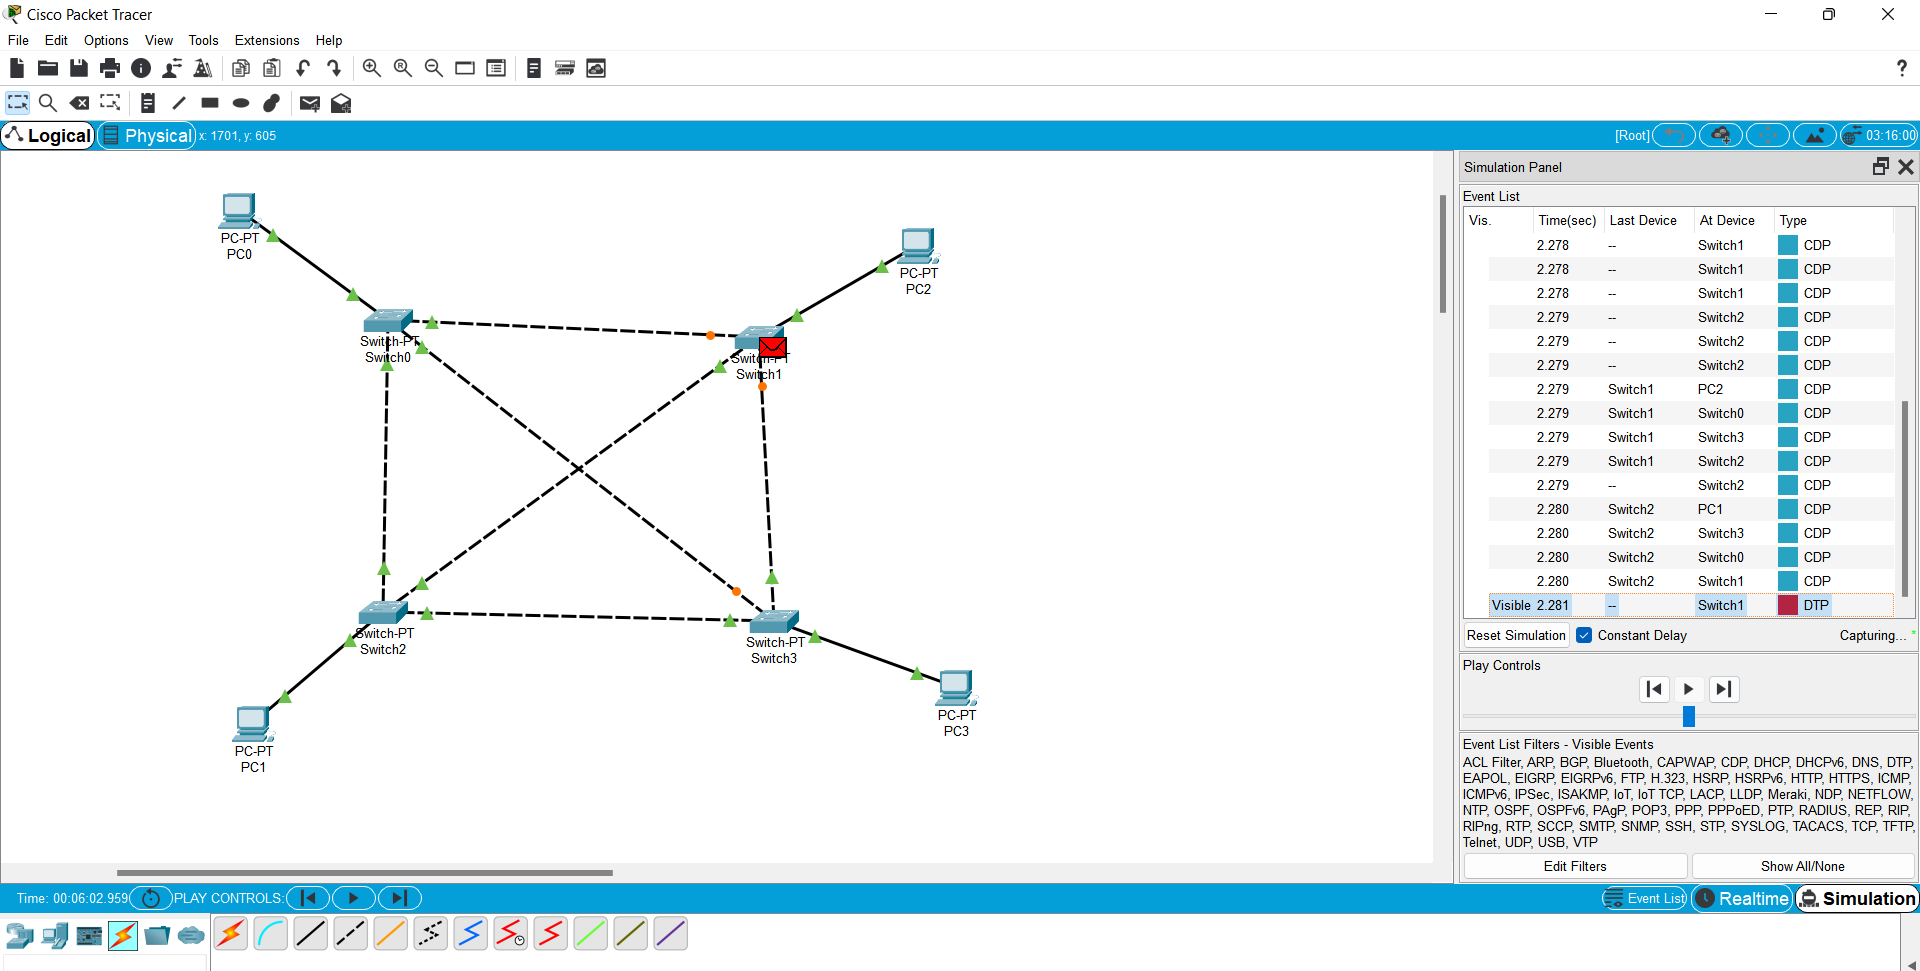 Cisco Packet Tracer
File Edit Options View Tools Extensions Help
?
Logical Physical x: 1701, y: 605 [Root] 03:16:00
PC-PT
PC0
PC-PT
PC2
Switch-PT
Switch0
Switch-PT
Switch1
Switch-PT
Switch2
Switch-PT
Switch3
PC-PT
PC3
PC-PT
PC1
Simulation Panel
Event List
Vis. Time(sec) Last Device At Device Type
2.278 -- Switch1 CDP
2.278 -- Switch1 CDP
2.278 -- Switch1 CDP
2.279 -- Switch2 CDP
2.279 -- Switch2 CDP
2.279 -- Switch2 CDP
2.279 Switch1 PC2 CDP
2.279 Switch1 Switch0 CDP
2.279 Switch1 Switch3 CDP
2.279 Switch1 Switch2 CDP
2.279 -- Switch2 CDP
2.280 Switch2 PC1 CDP
2.280 Switch2 Switch3 CDP
2.280 Switch2 Switch0 CDP
2.280 Switch2 Switch1 CDP
Visible 2.281 -- Switch1 DTP
Reset Simulation Constant Delay Capturing... *
Play Controls
Event List Filters - Visible Events
ACL Filter, ARP, BGP, Bluetooth, CAPWAP, CDP, DHCP, DHCPv6, DNS, DTP,
EAPOL, EIGRP, EIGRPv6, FTP, H.323, HSRP, HSRPv6, HTTP, HTTPS, ICMP,
ICMPv6, IPSec, ISAKMP, IoT, IoT TCP, LACP, LLDP, Meraki, NDP, NETFLOW,
NTP, OSPF, OSPFv6, PAgP, POP3, PPP, PPPoED, PTP, RADIUS, REP, RIP,
RIPng, RTP, SCCP, SMTP, SNMP, SSH, STP, SYSLOG, TACACS, TCP, TFTP,
Telnet, UDP, USB, VTP
Edit Filters Show All/None
Time: 00:06:02.959 PLAY CONTROLS: Event List Realtime Simulation